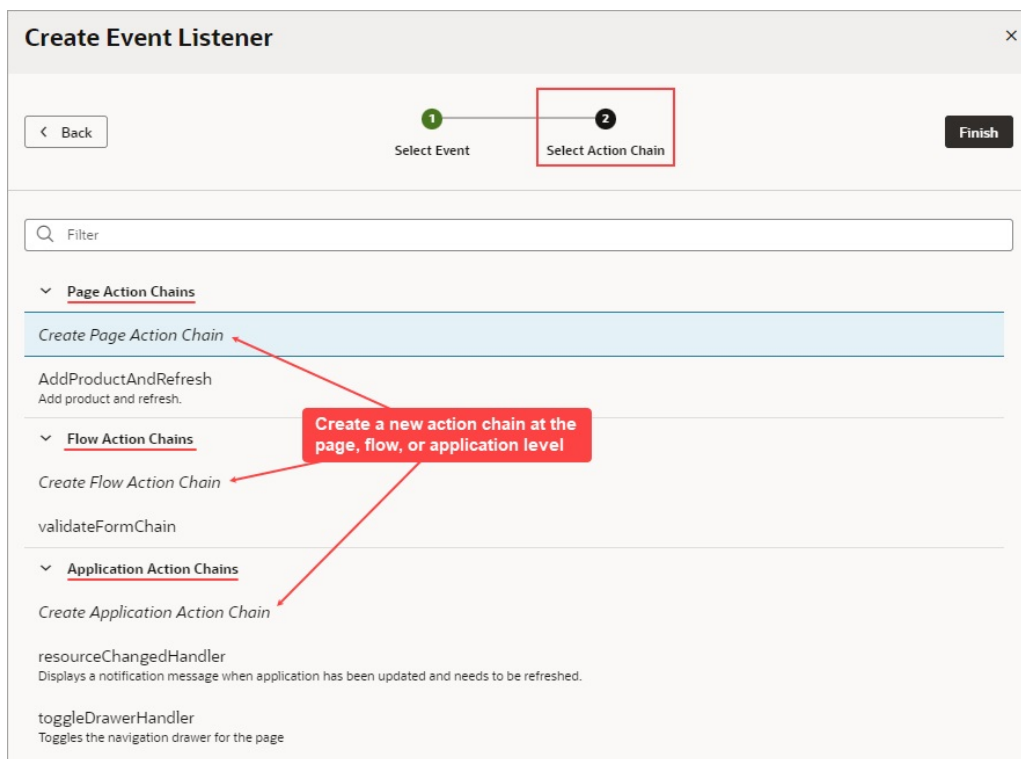 Create Event Listener
×
Back
1
2
Finish
Select Event
Select Action Chain
Filter
Page Action Chains
Create Page Action Chain
AddProductAndRefresh
Add product and refresh.
Create a new action chain at the
page, flow, or application level
Flow Action Chains
Create Flow Action Chain
validateFormChain
Application Action Chains
Create Application Action Chain
resourceChangedHandler
Displays a notification message when application has been updated and needs to be refreshed.
toggleDrawerHandler
Toggles the navigation drawer for the page